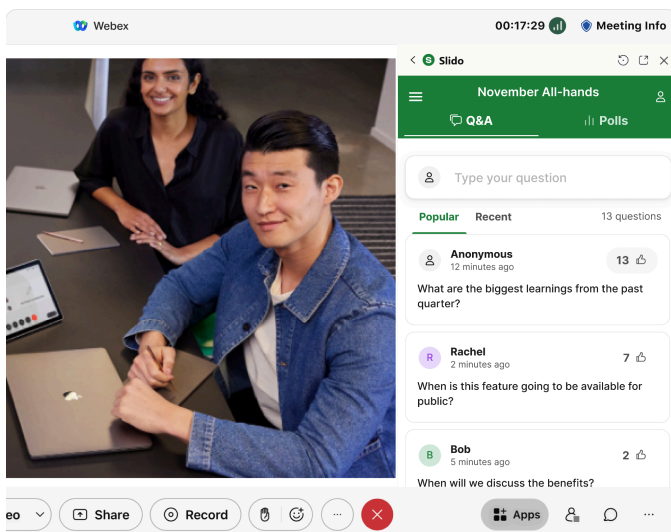 Webex
00:17:29
Meeting Info
S Slido
November All-hands
Q&A
Polls
Type your question
Popular
Recent
13 questions
Anonymous
12 minutes ago
13
What are the biggest learnings from the past
quarter?
R
Rachel
2 minutes ago
7
When is this feature going to be available for
public?
B
Bob
5 minutes ago
2
When will we discuss the benefits?
eo
Share
Record
Apps